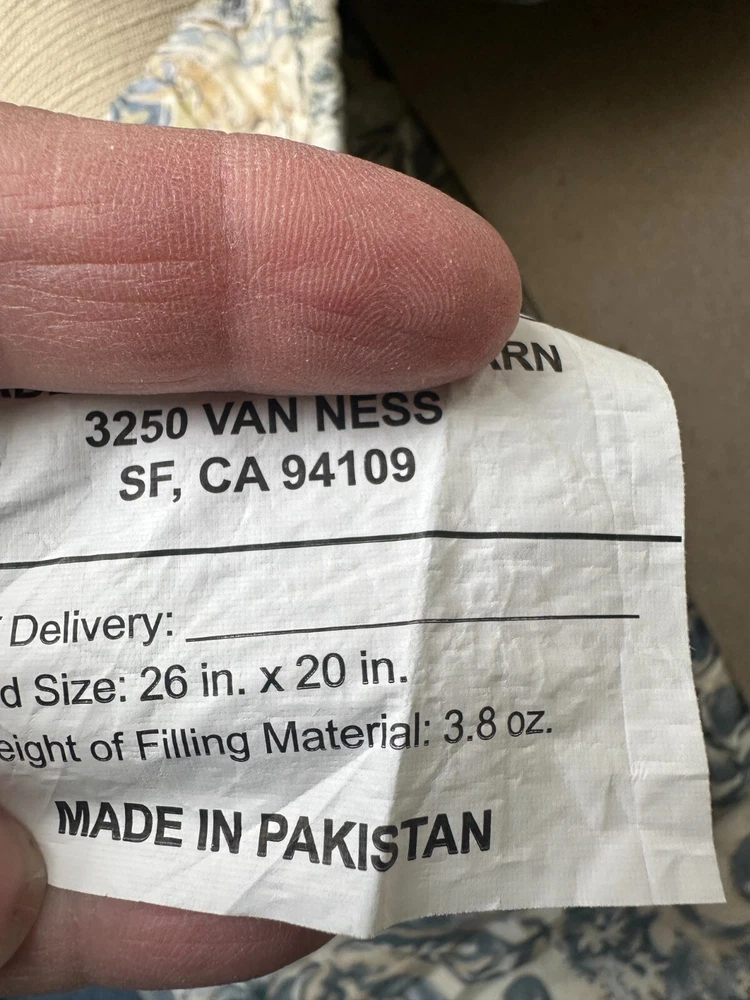 3250 VAN NESS
SF, CA 94109
Delivery:
Size: 26 in. x 20 in.
of Filling Material: 3.8 oz.
MADE IN PAKISTAN